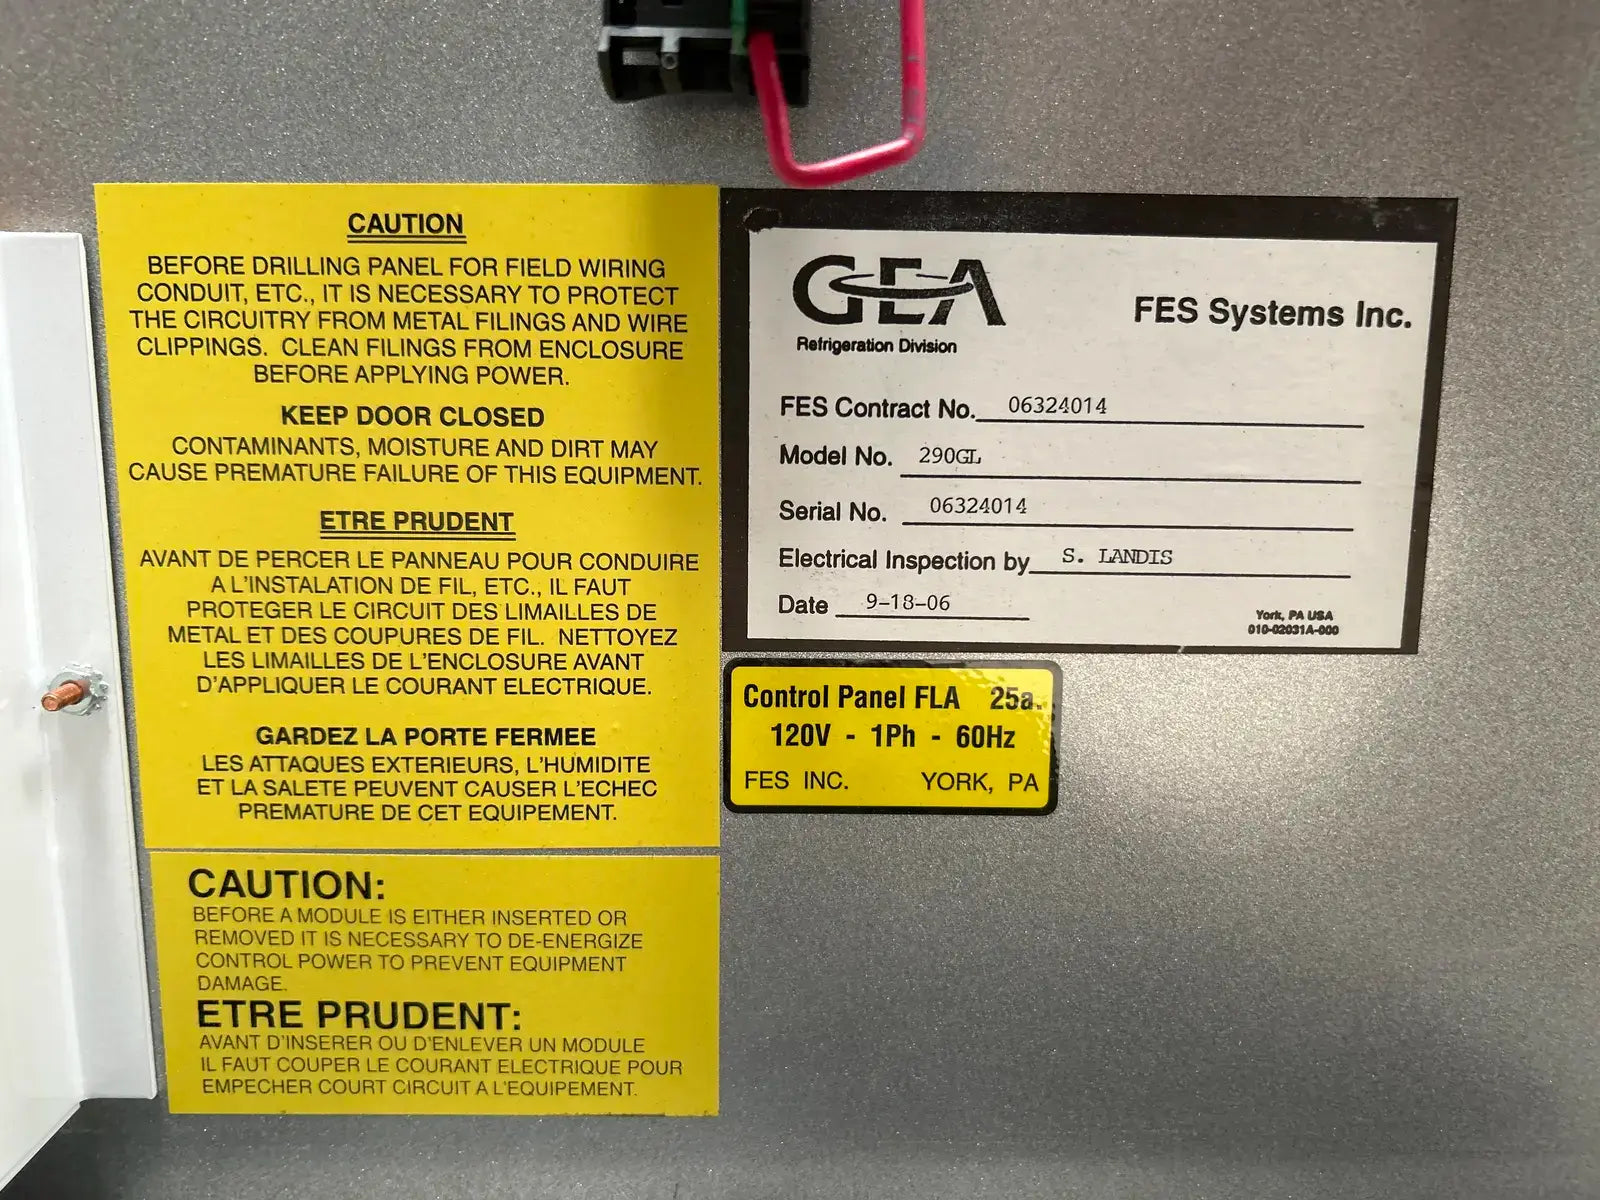 CAUTION
BEFORE DRILLING PANEL FOR FIELD WIRING
CONDUIT, ETC., IT IS NECESSARY TO PROTECT
THE CIRCUITRY FROM METAL FILINGS AND WIRE
CLIPPINGS. CLEAN FILINGS FROM ENCLOSURE
BEFORE APPLYING POWER.
KEEP DOOR CLOSED
CONTAMINANTS, MOISTURE AND DIRT MAY
CAUSE PREMATURE FAILURE OF THIS EQUIPMENT.
ETRE PRUDENT
AVANT DE PERCER LE PANNEAU POUR CONDUIRE
A L'INSTALATION DE FIL, ETC., IL FAUT
PROTEGER LE CIRCUIT DES LIMAILLES DE
METAL ET DES COUPURES DE FIL. NETTOYEZ
LES LIMAILLES DE L'ENCLOSURE AVANT
D'APPLIQUER LE COURANT ELECTRIQUE.
GARDEZ LA PORTE FERMEE
LES ATTAQUES EXTERIEURS, L'HUMIDITE
ET LA SALETE PEUVENT CAUSER L'ECHEC
PREMATURE DE CET EQUIPEMENT.
CAUTION:
BEFORE A MODULE IS EITHER INSERTED OR
REMOVED IT IS NECESSARY TO DE-ENERGIZE
CONTROL POWER TO PREVENT EQUIPMENT
DAMAGE.
ETRE PRUDENT:
AVANT D'INSERER OU D'ENLEVER UN MODULE
IL FAUT COUPER LE COURANT ELECTRIQUE POUR
EMPECHER COURT CIRCUIT A L'EQUIPEMENT.
GEA
Refrigeration Division
FES Systems Inc.
FES Contract No. 06324014
Model No. 290GL
Serial No. 06324014
Electrical Inspection by S. LANDIS
Date 9-18-06
York, PA USA
010-02031A-000
Control Panel FLA 25a.
120V - 1Ph - 60Hz
FES INC. YORK, PA